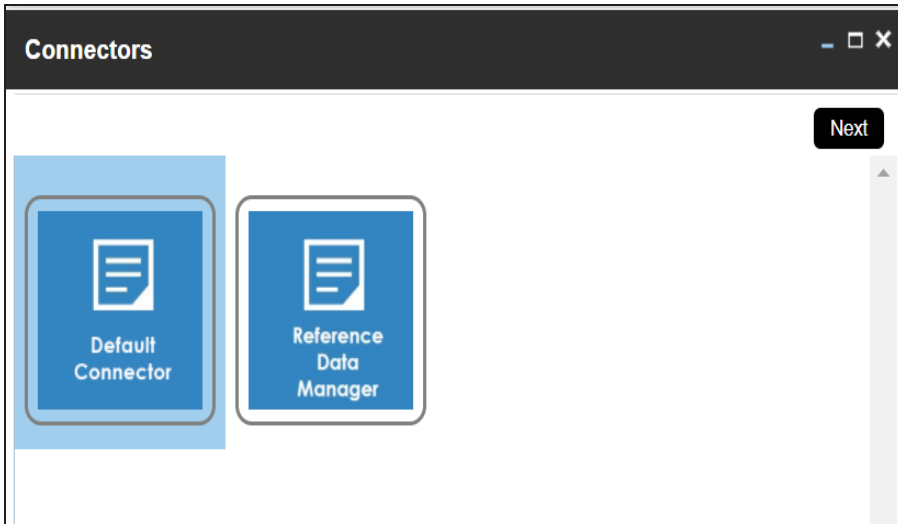 Connectors
Next
Default
Connector
Reference
Data
Manager